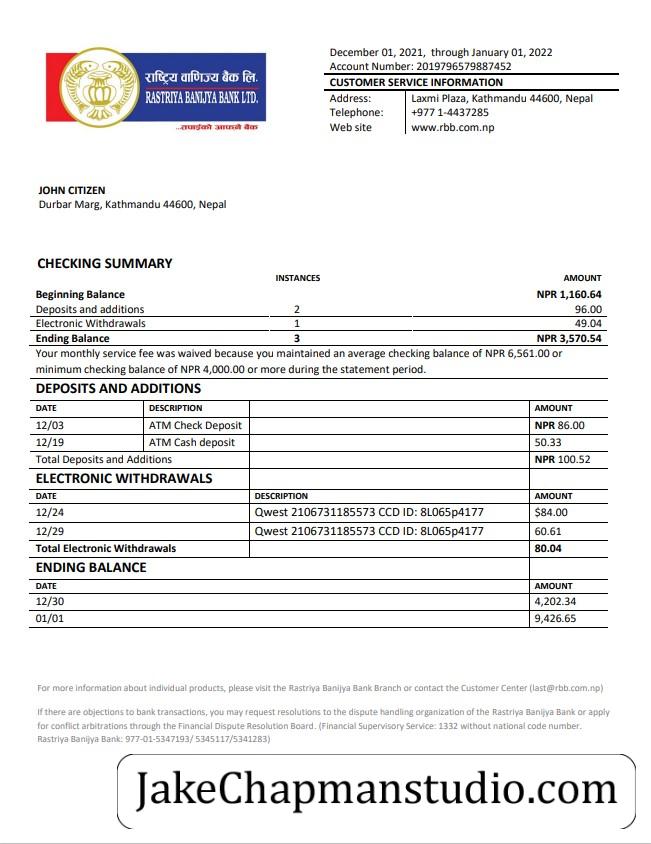 राष्ट्रिय वाणिज्य बैंक लि.
RASTRIYA BANIJYA BANK LTD.
...तपाईंको आफ्नै बैंक
December 01, 2021, through January 01, 2022
Account Number: 2019796579887452
CUSTOMER SERVICE INFORMATION
Address: Laxmi Plaza, Kathmandu 44600, Nepal
Telephone: +977 1-4437285
Web site www.rbb.com.np
JOHN CITIZEN
Durbar Marg, Kathmandu 44600, Nepal
CHECKING SUMMARY
INSTANCES AMOUNT
Beginning Balance NPR 1,160.64
Deposits and additions 2 96.00
Electronic Withdrawals 1 49.04
Ending Balance 3 NPR 3,570.54
Your monthly service fee was waived because you maintained an average checking balance of NPR 6,561.00 or
minimum checking balance of NPR 4,000.00 or more during the statement period.
DEPOSITS AND ADDITIONS
DATE DESCRIPTION AMOUNT
12/03 ATM Check Deposit NPR 86.00
12/19 ATM Cash deposit 50.33
Total Deposits and Additions NPR 100.52
ELECTRONIC WITHDRAWALS
DATE DESCRIPTION AMOUNT
12/24 Qwest 2106731185573 CCD ID: 8L065p4177 $84.00
12/29 Qwest 2106731185573 CCD ID: 8L065p4177 60.61
Total Electronic Withdrawals 80.04
ENDING BALANCE
DATE AMOUNT
12/30 4,202.34
01/01 9,426.65
For more information about individual products, please visit the Rastriya Banijya Bank Branch or contact the Customer Center (last@rbb.com.np)
If there are objections to bank transactions, you may request resolutions to the dispute handling organization of the Rastriya Banijya Bank or apply
for conflict arbitrations through the Financial Dispute Resolution Board. (Financial Supervisory Service: 1332 without national code number.
Rastriya Banijya Bank: 977-01-5347193/ 5345117/5341283)
JakeChapmanstudio.com